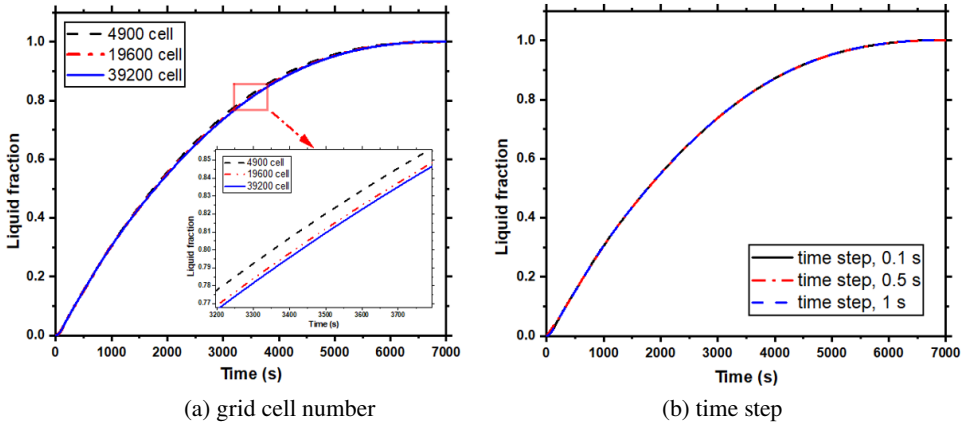 4900 cell
19600 cell
39200 cell
Liquid fraction
1.0
0.8
0.6
0.4
0.2
0.0
0 1000 2000 3000 4000 5000 6000 7000
Time (s)
4900 cell
19600 cell
39200 cell
Liquid fraction
0.85
0.84
0.83
0.82
0.81
0.80
0.79
0.78
0.77
3200 3300 3400 3500 3600 3700
Time (s)
(a) grid cell number
Liquid fraction
1.0
0.8
0.6
0.4
0.2
0.0
time step, 0.1 s
time step, 0.5 s
time step, 1 s
0 1000 2000 3000 4000 5000 6000 7000
Time (s)
(b) time step